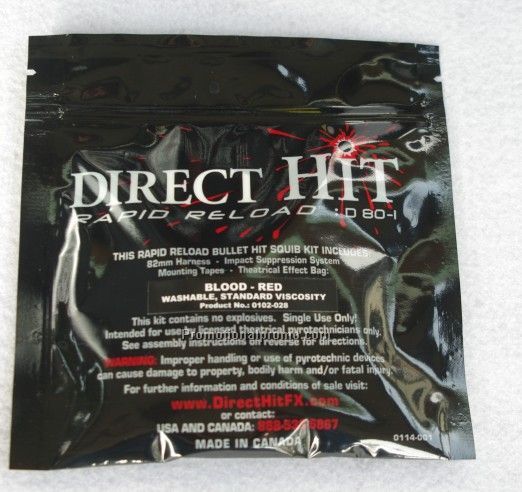 DIRECT HIT
RAPID RELOAD : D 80-1
THIS RAPID RELOAD BULLET HIT SQUIB KIT INCLUDES:
82mm Harness - Impact Suppression System
Mounting Tapes - Theatrical Effect Bag:
BLOOD - RED
WASHABLE, STANDARD VISCOSITY
Product No.: 0102-028
This kit contains no explosives. Single Use Only!
Intended for use by licensed theatrical pyrotechnicians only.
See assembly instructions on reverse for directions.
WARNING: Improper handling or use of pyrotechnic devices
can cause damage to property, bodily harm and/or fatal injury.
For further information and conditions of sale visit:
www.DirectHitFX.com
or contact:
USA AND CANADA:
MADE IN CANADA
0114-001